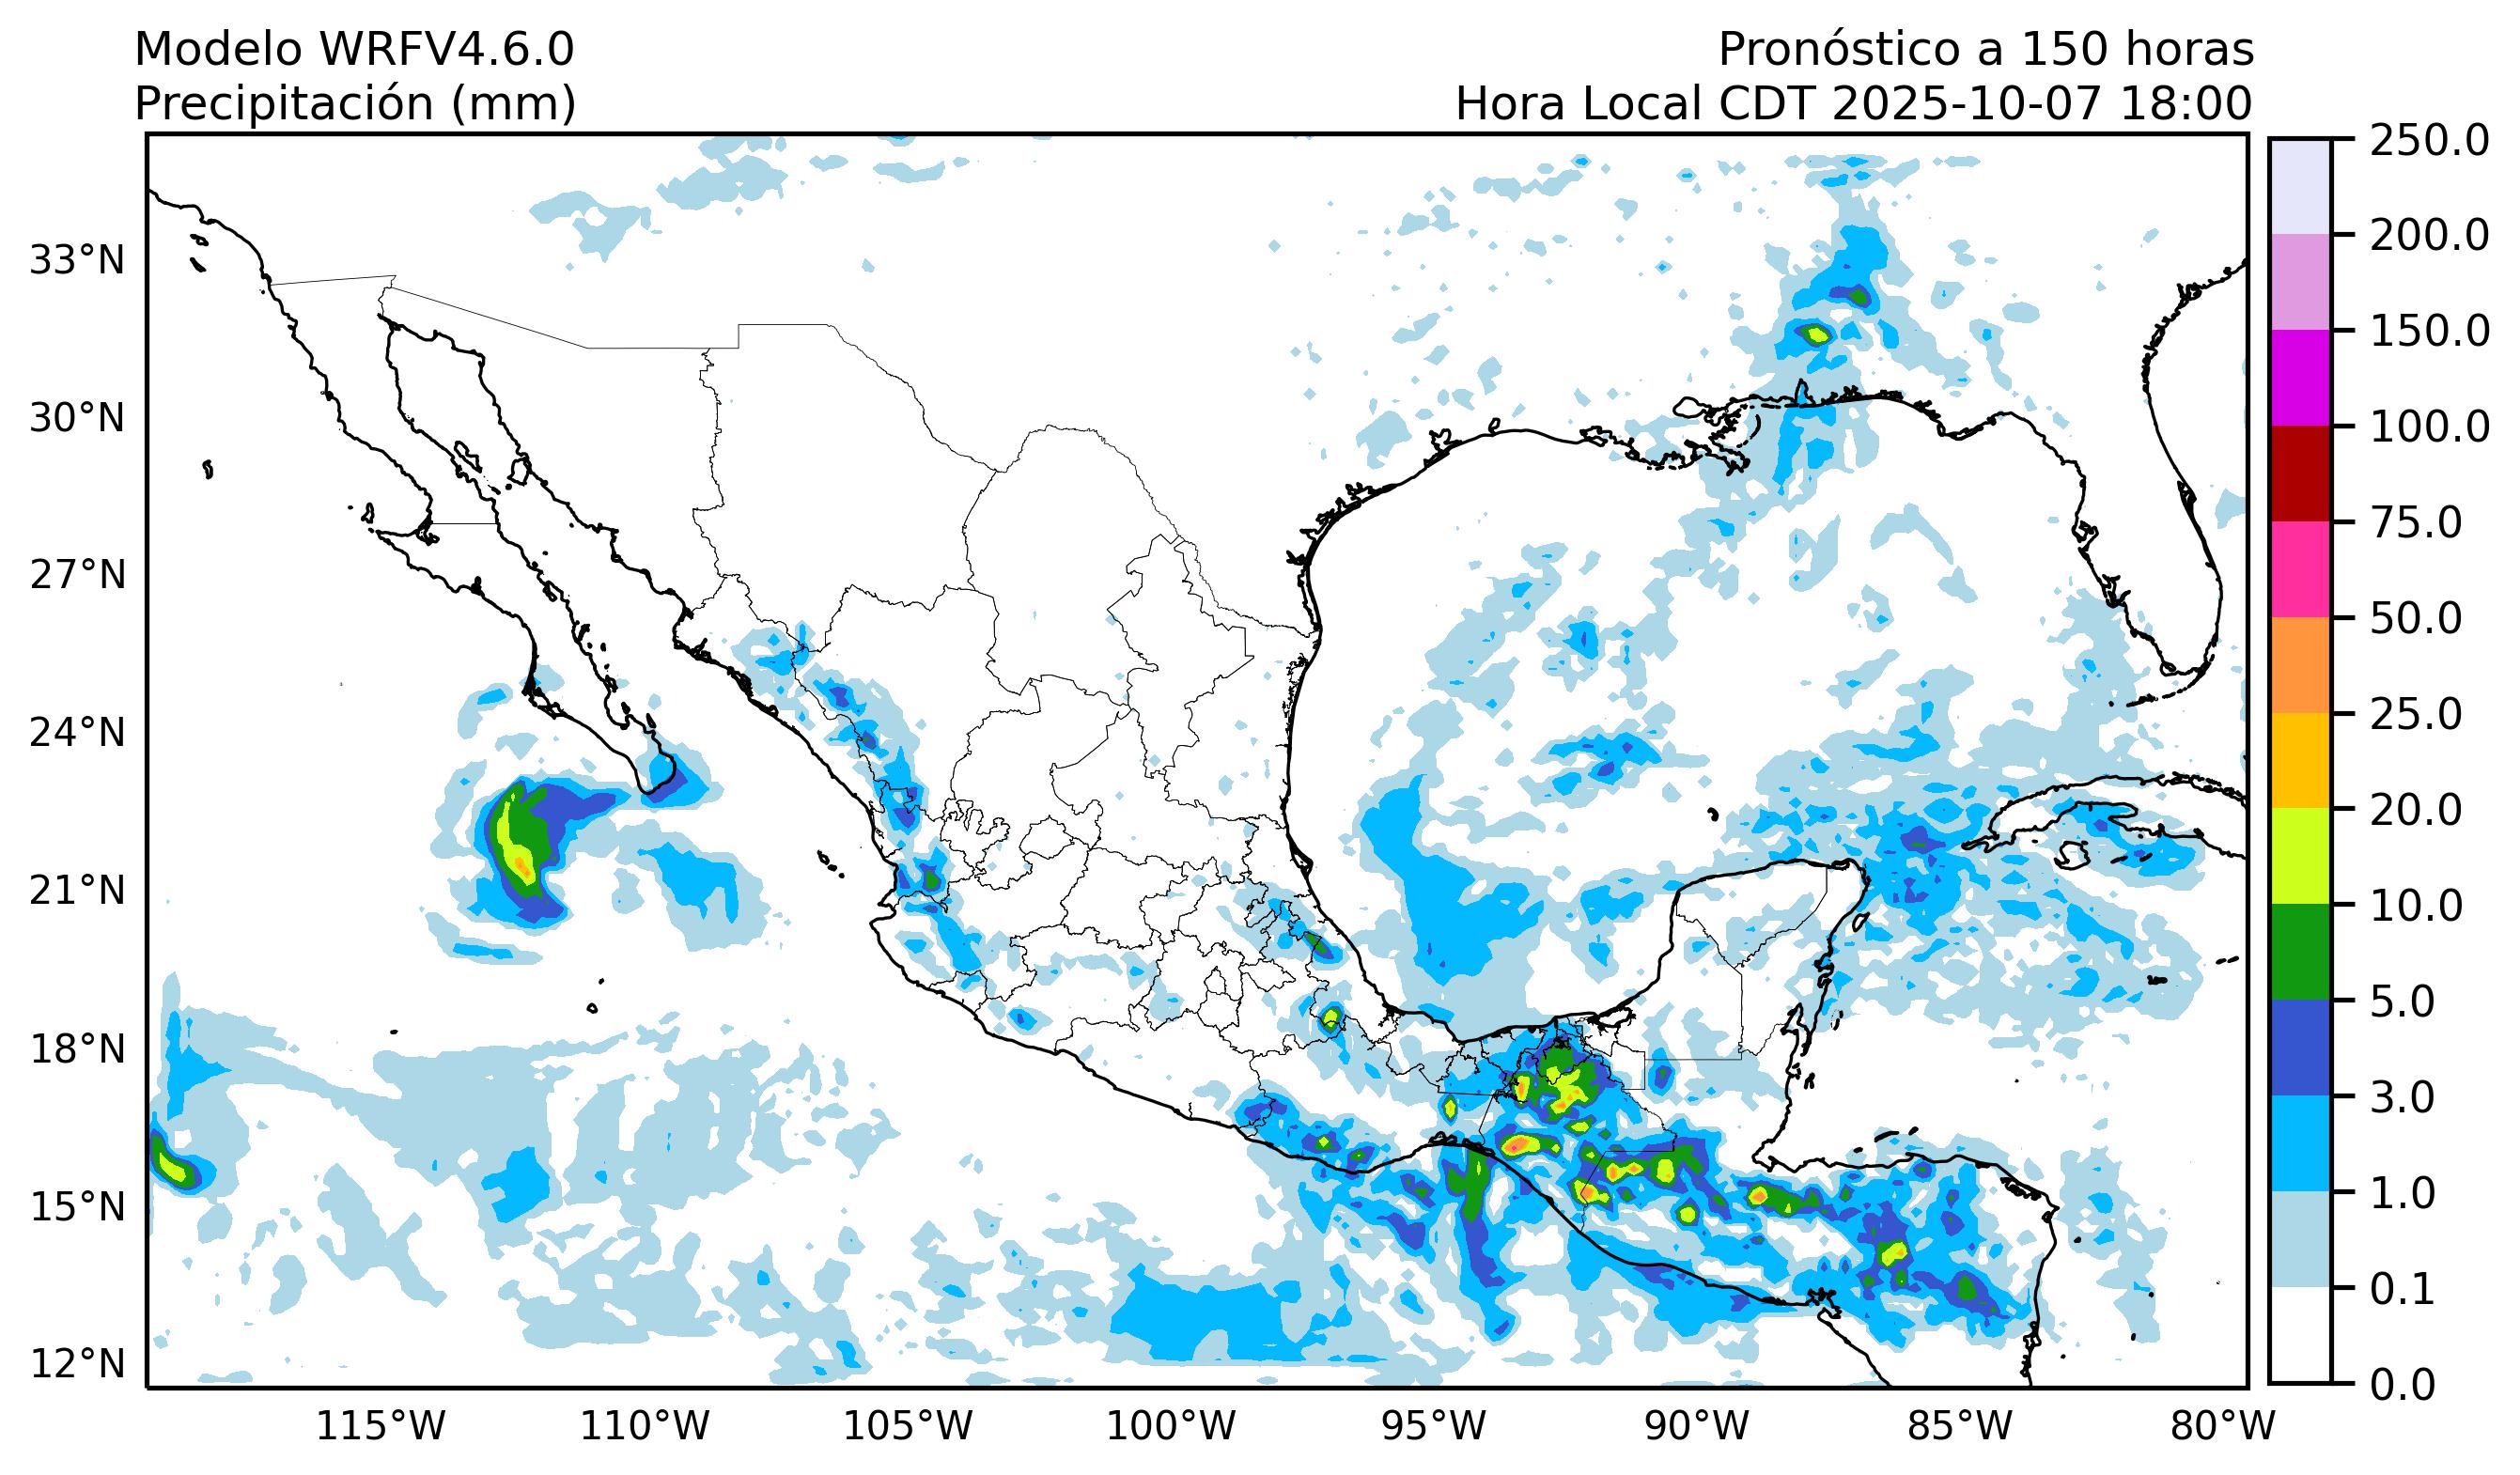 Modelo WRFV4.6.0
Precipitación (mm)
Pronóstico a 150 horas
Hora Local CDT 2025-10-07 18:00
33°N
30°N
27°N
24°N
21°N
18°N
15°N
12°N
115°W
110°W
105°W
100°W
95°W
90°W
85°W
80°W
250.0
200.0
150.0
100.0
75.0
50.0
25.0
20.0
10.0
5.0
3.0
1.0
0.1
0.0